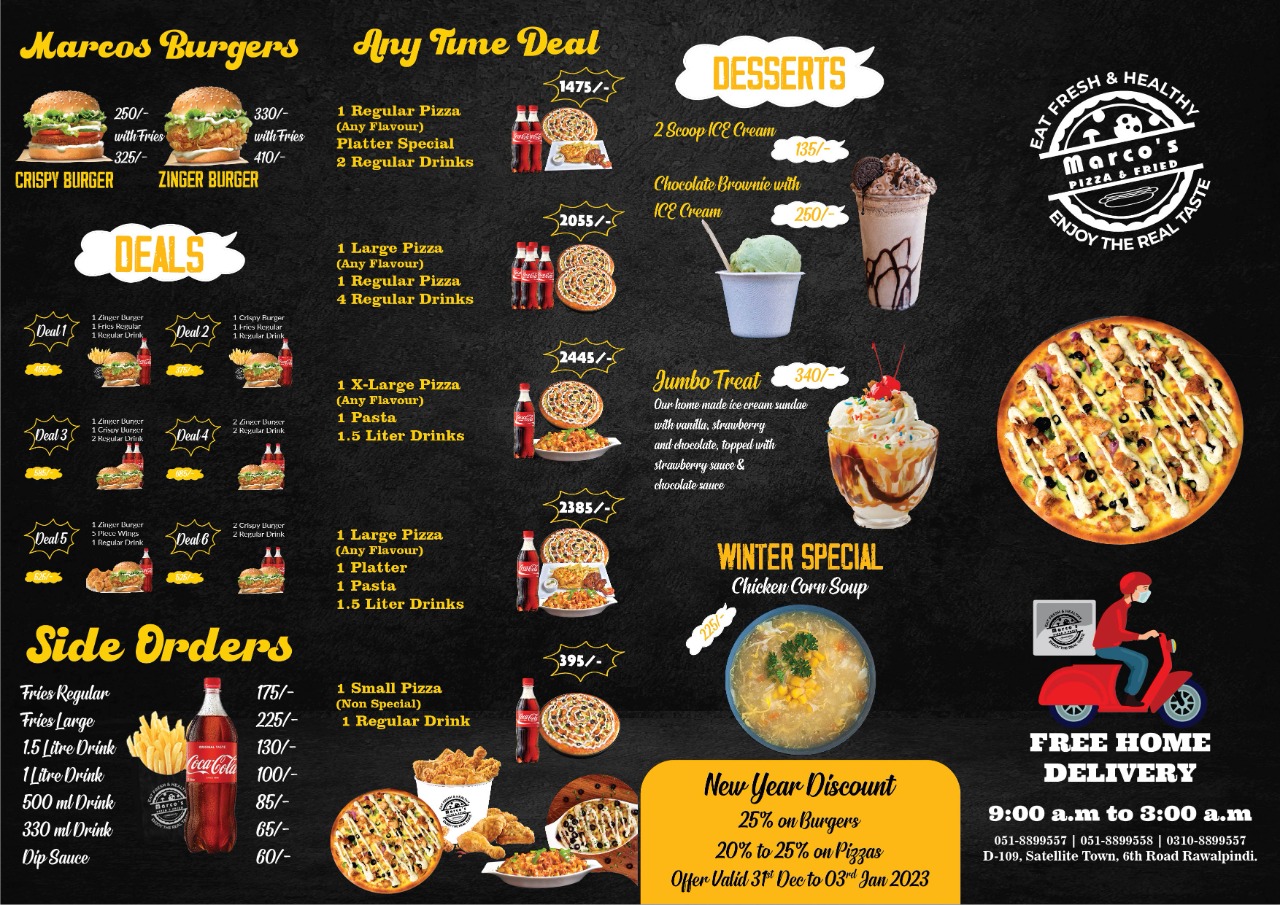 Marcos Burgers
250/-
with Fries
325/-
CRISPY BURGER
330/-
with Fries
410/-
ZINGER BURGER
DEALS
Deal 1
1 Zinger Burger
1 Fries Regular
1 Regular Drink
Deal 2
1 Crispy Burger
1 Fries Regular
1 Regular Drink
Deal 3
1 Zinger Burger
1 Crispy Burger
2 Regular Drink
Deal 4
2 Zinger Burger
2 Regular Drink
Deal 5
1 Zinger Burger
5 Piece Wings
1 Regular Drink
Deal 6
2 Crispy Burger
2 Regular Drink
Side Orders
Fries Regular 175/-
Fries Large 225/-
1.5 Litre Drink 130/-
1 Litre Drink 100/-
500 ml Drink 85/-
330 ml Drink 65/-
Dip Sauce 60/-
Coca-Cola
Any Time Deal
1475/-
1 Regular Pizza
(Any Flavour)
Platter Special
2 Regular Drinks
2055/-
1 Large Pizza
(Any Flavour)
1 Regular Pizza
4 Regular Drinks
2445/-
1 X-Large Pizza
(Any Flavour)
1 Pasta
1.5 Liter Drinks
2385/-
1 Large Pizza
(Any Flavour)
1 Platter
1 Pasta
1.5 Liter Drinks
395/-
1 Small Pizza
(Non Special)
1 Regular Drink
DESSERTS
2 Scoop ICE Cream
135/-
Chocolate Brownie with
ICE Cream 250/-
Jumbo Treat 340/-
Our home made ice cream sundae
with vanilla, strawberry
and chocolate, topped with
strawberry sauce &
chocolate sauce
WINTER SPECIAL
Chicken Corn Soup
225/-
New Year Discount
25% on Burgers
20% to 25% on Pizzas
Offer Valid 31st Dec to 03rd Jan 2023
EAT FRESH & HEALTHY
Marco's
PIZZA & FRIED
ENJOY THE REAL TASTE
FREE HOME
DELIVERY
9:00 a.m to 3:00 a.m
051-8899557 | 051-8899558 | 0310-8899557
D-109, Satellite Town, 6th Road Rawalpindi.